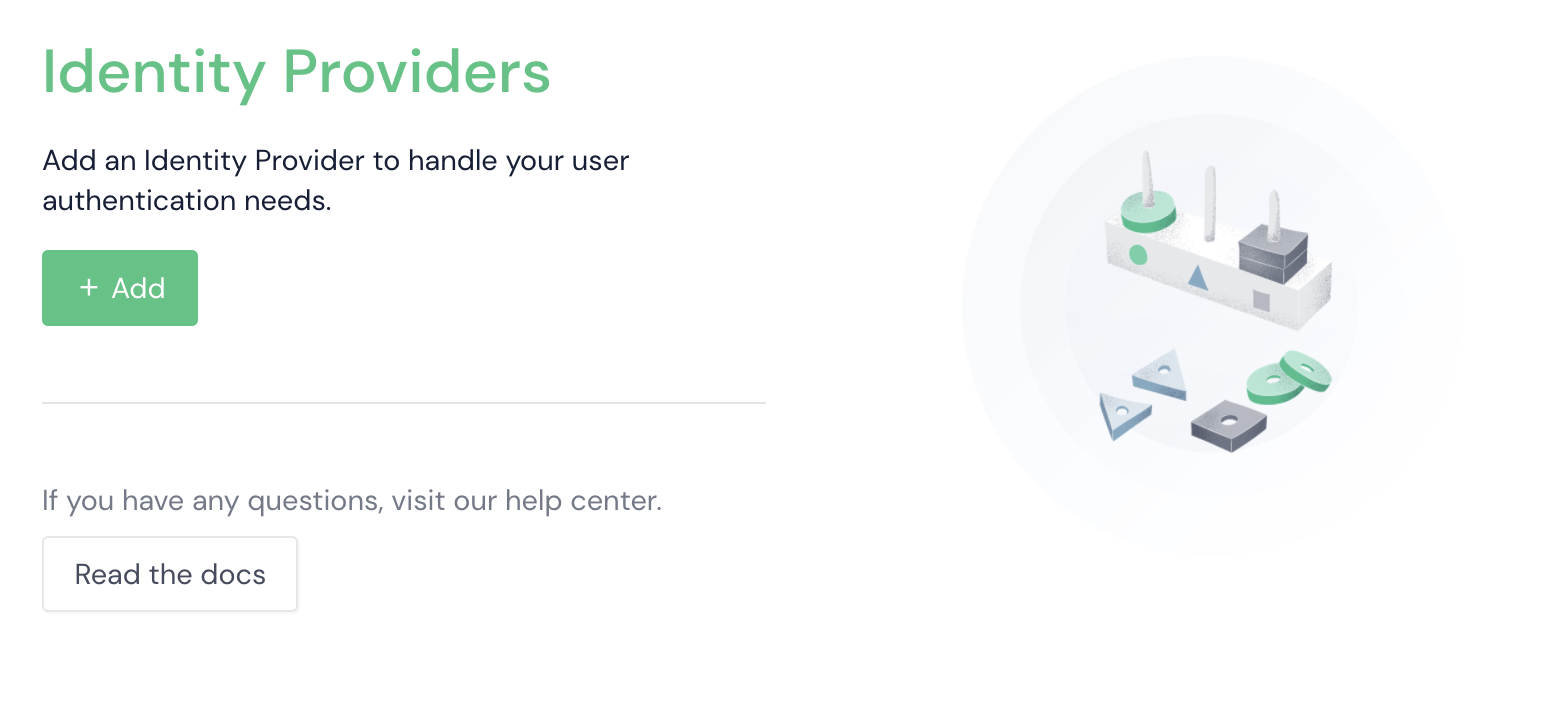 Identity Providers
Add an Identity Provider to handle your user
authentication needs.
+ Add
If you have any questions, visit our help center.
Read the docs